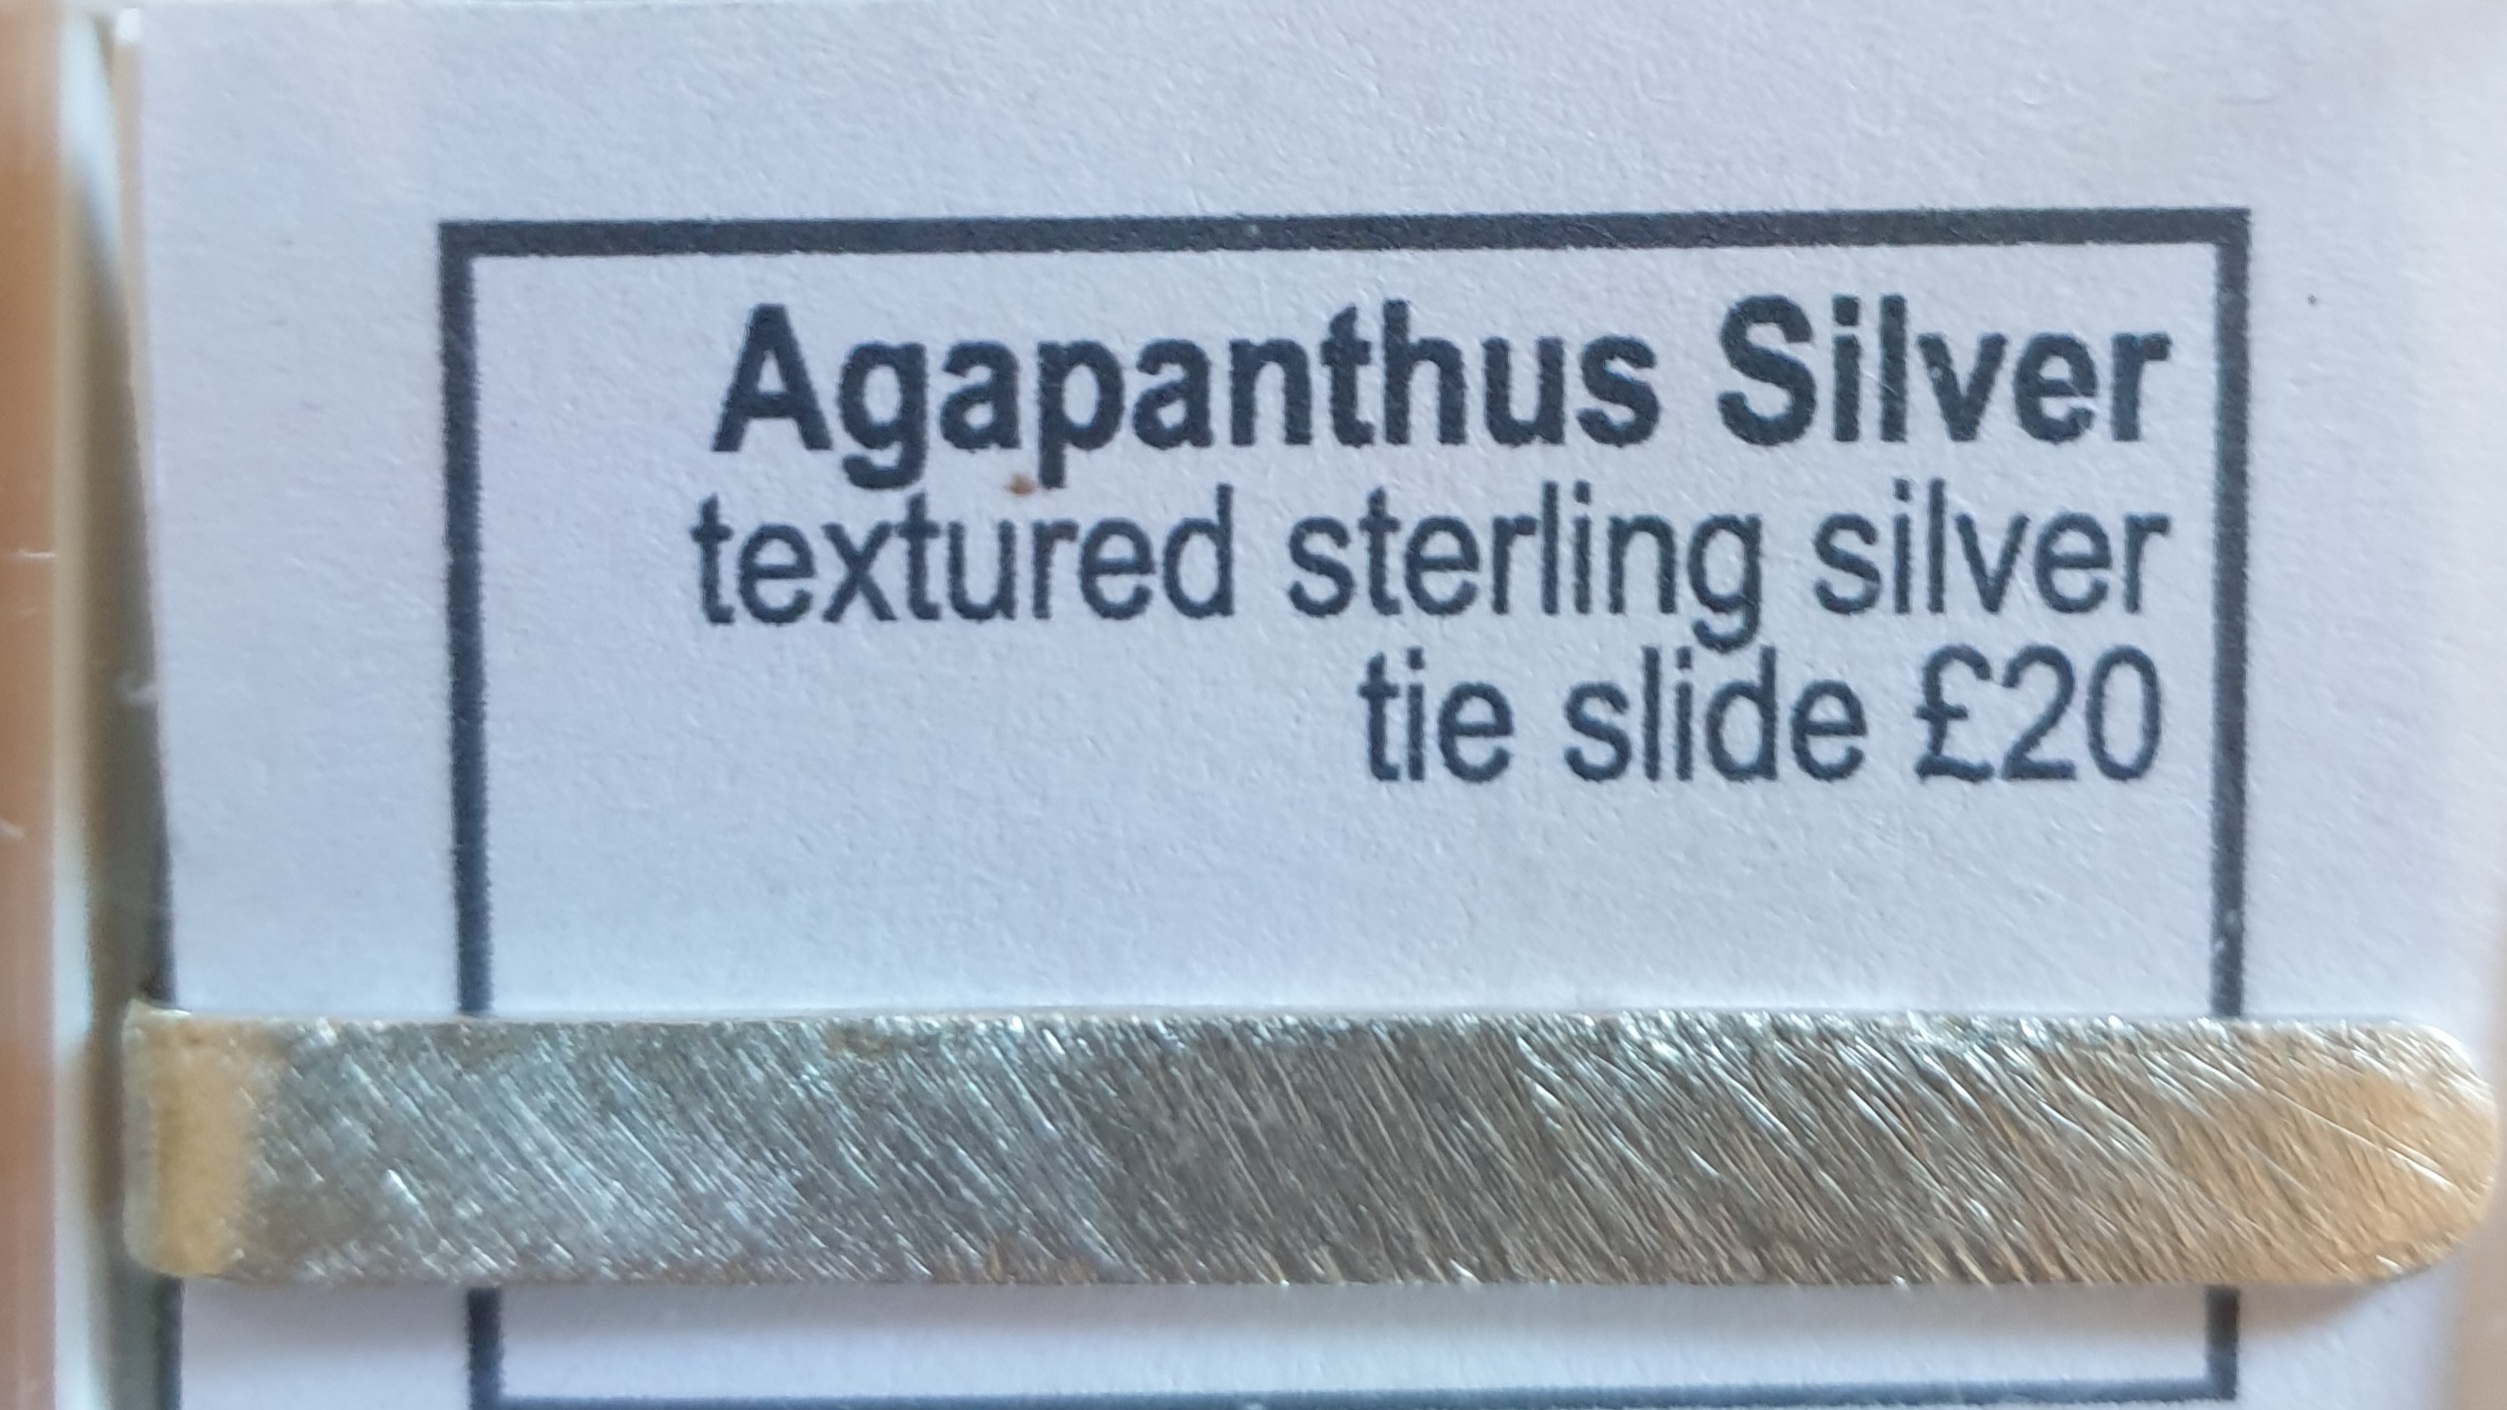 Agapanthus Silver
textured sterling silver
tie slide £20